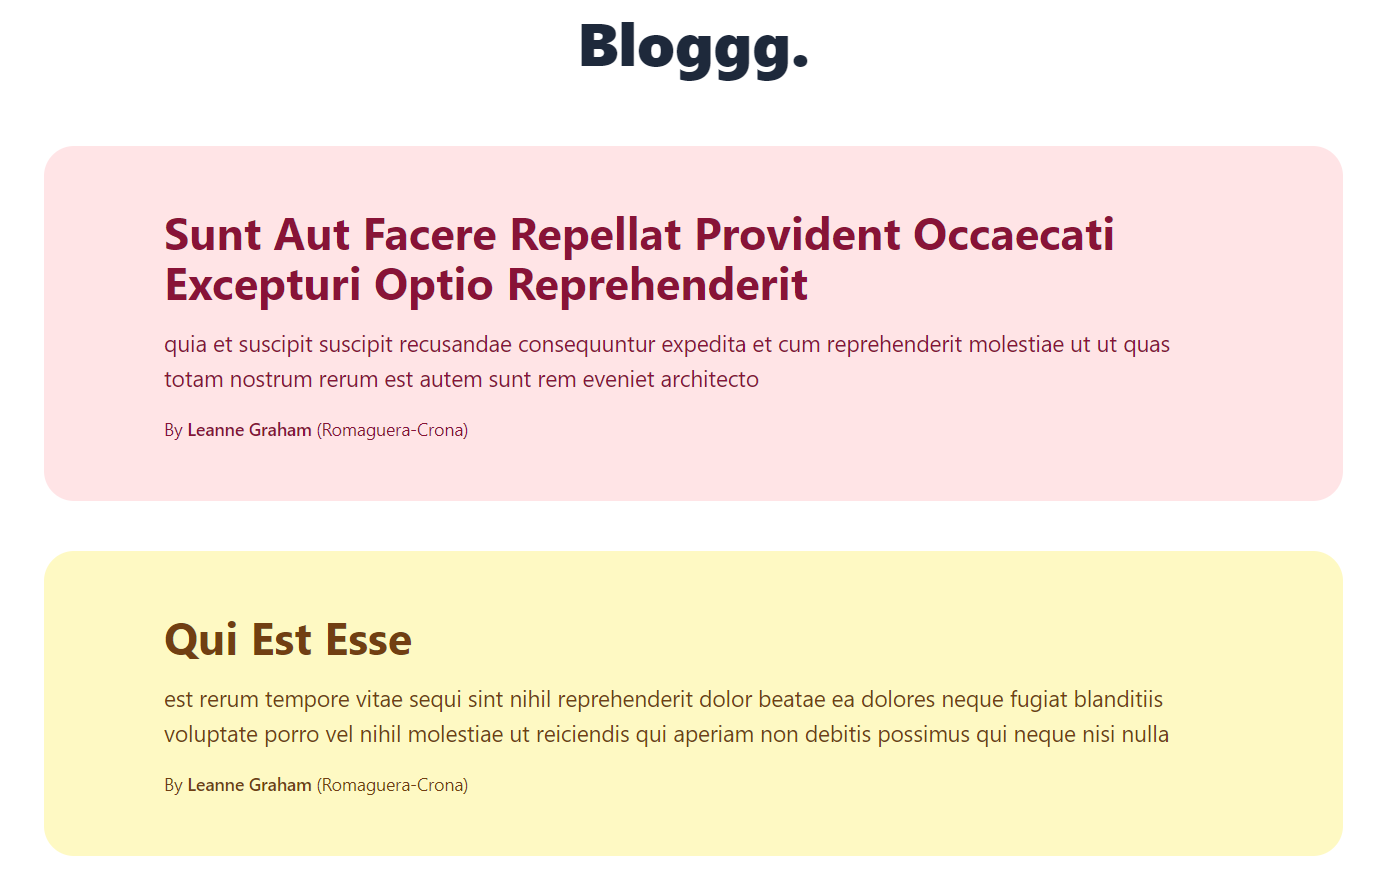 Bloggg.
Sunt Aut Facere Repellat Provident Occaecati
Excepturi Optio Reprehenderit
quia et suscipit suscipit recusandae consequuntur expedita et cum reprehenderit molestiae ut ut quas
totam nostrum rerum est autem sunt rem eveniet architecto
By Leanne Graham (Romaguera-Crona)
Qui Est Esse
est rerum tempore vitae sequi sint nihil reprehenderit dolor beatae ea dolores neque fugiat blanditiis
voluptate porro vel nihil molestiae ut reiciendis qui aperiam non debitis possimus qui neque nisi nulla
By Leanne Graham (Romaguera-Crona)